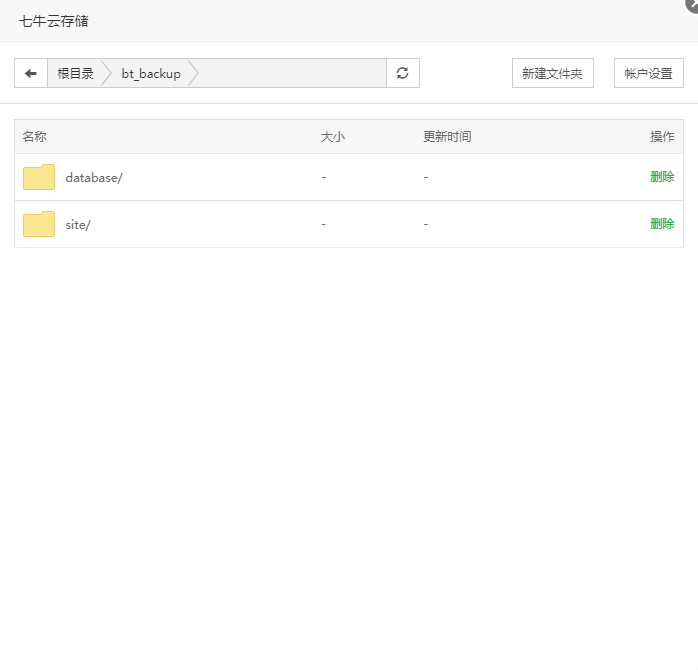 七牛云存储
根目录 bt_backup 新建文件夹 帐户设置
名称 大小 更新时间 操作
database/ - - 删除
site/ - - 删除